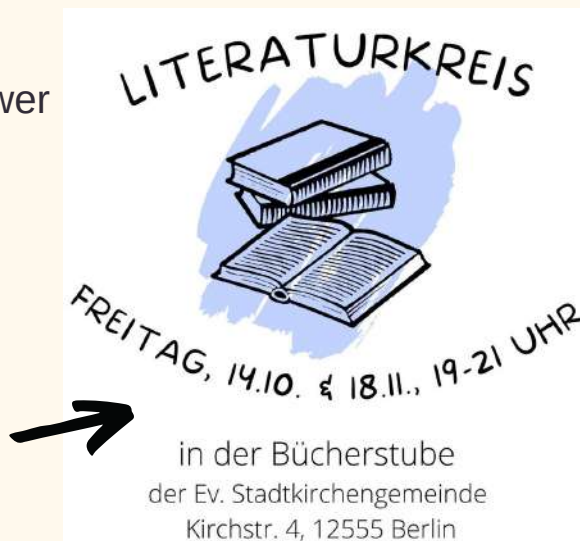 LITERATURKREIS
FREITAG, 14.10. & 18.11., 19-21 UHR
in der Bücherstube
der Ev. Stadtkirchengemeinde
Kirchstr. 4, 12555 Berlin